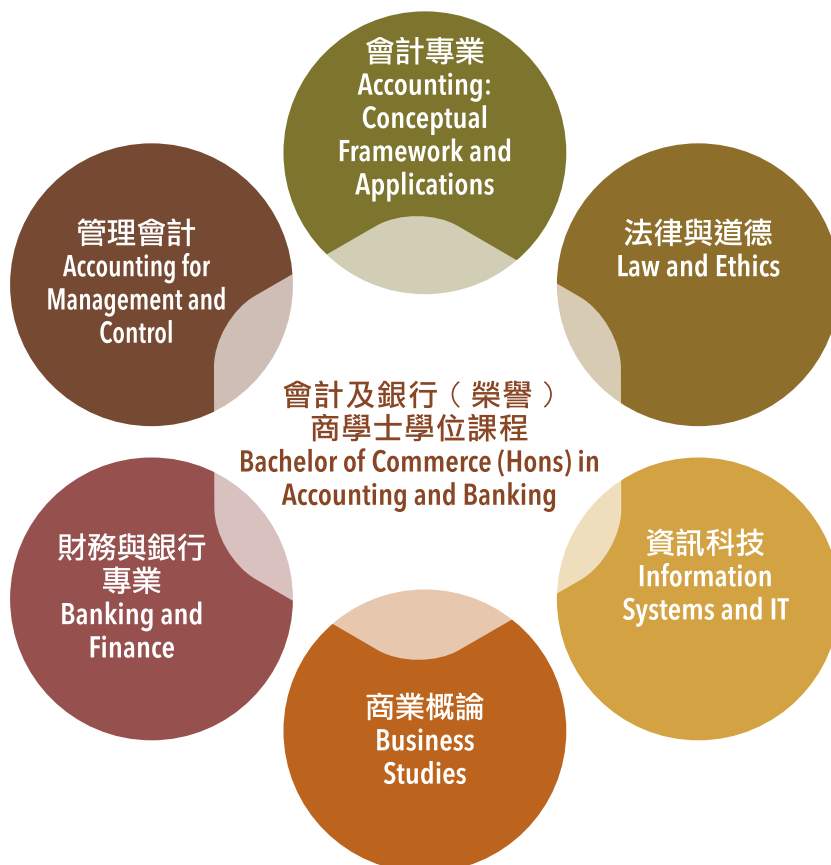 會計專業
Accounting:
Conceptual
Framework and
Applications
管理會計
Accounting for
Management and
Control
法律與道德
Law and Ethics
會計及銀行（榮譽）
商學士學位課程
Bachelor of Commerce (Hons) in
Accounting and Banking
財務與銀行
專業
Banking and
Finance
資訊科技
Information
Systems and IT
商業概論
Business
Studies